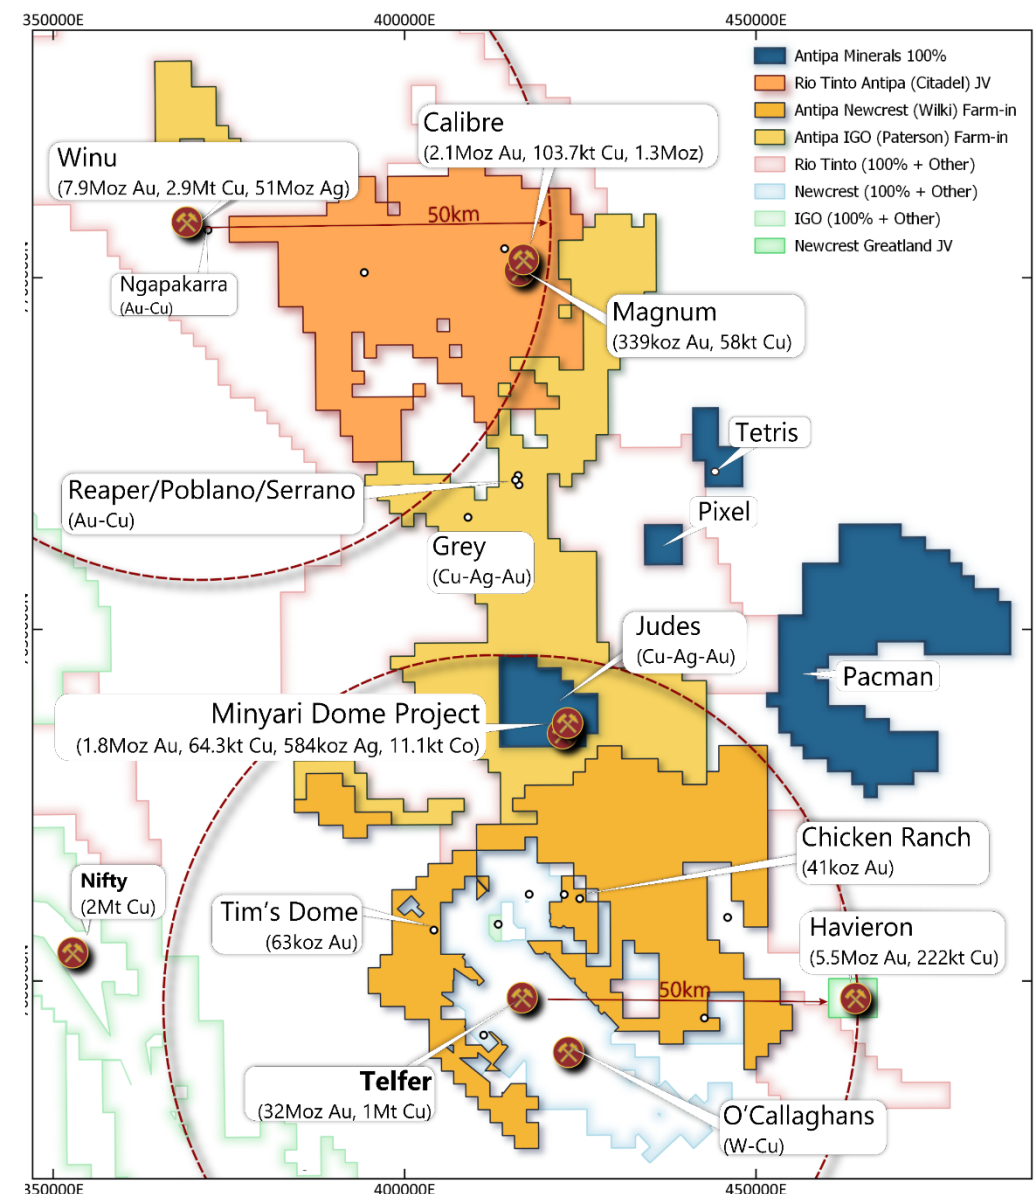 350000E
400000E
450000E
Antipa Minerals 100%
Rio Tinto Antipa (Citadel) JV
Antipa Newcrest (Wilki) Farm-in
Antipa IGO (Paterson) Farm-in
Rio Tinto (100% + Other)
Newcrest (100% + Other)
IGO (100% + Other)
Newcrest Greatland JV
Calibre
(2.1Moz Au, 103.7kt Cu, 1.3Moz)
Winu
(7.9Moz Au, 2.9Mt Cu, 51Moz Ag)
50km
Ngapakarra
(Au-Cu)
Magnum
(339koz Au, 58kt Cu)
Tetris
Reaper/Poblano/Serrano
(Au-Cu)
Pixel
Grey
(Cu-Ag-Au)
Judes
(Cu-Ag-Au)
Pacman
Minyari Dome Project
(1.8Moz Au, 64.3kt Cu, 584koz Ag, 11.1kt Co)
Chicken Ranch
(41koz Au)
Nifty
(2Mt Cu)
Tim's Dome
(63koz Au)
Havieron
(5.5Moz Au, 222kt Cu)
50km
Telfer
(32Moz Au, 1Mt Cu)
O'Callaghans
(W-Cu)
350000E
400000E
450000E